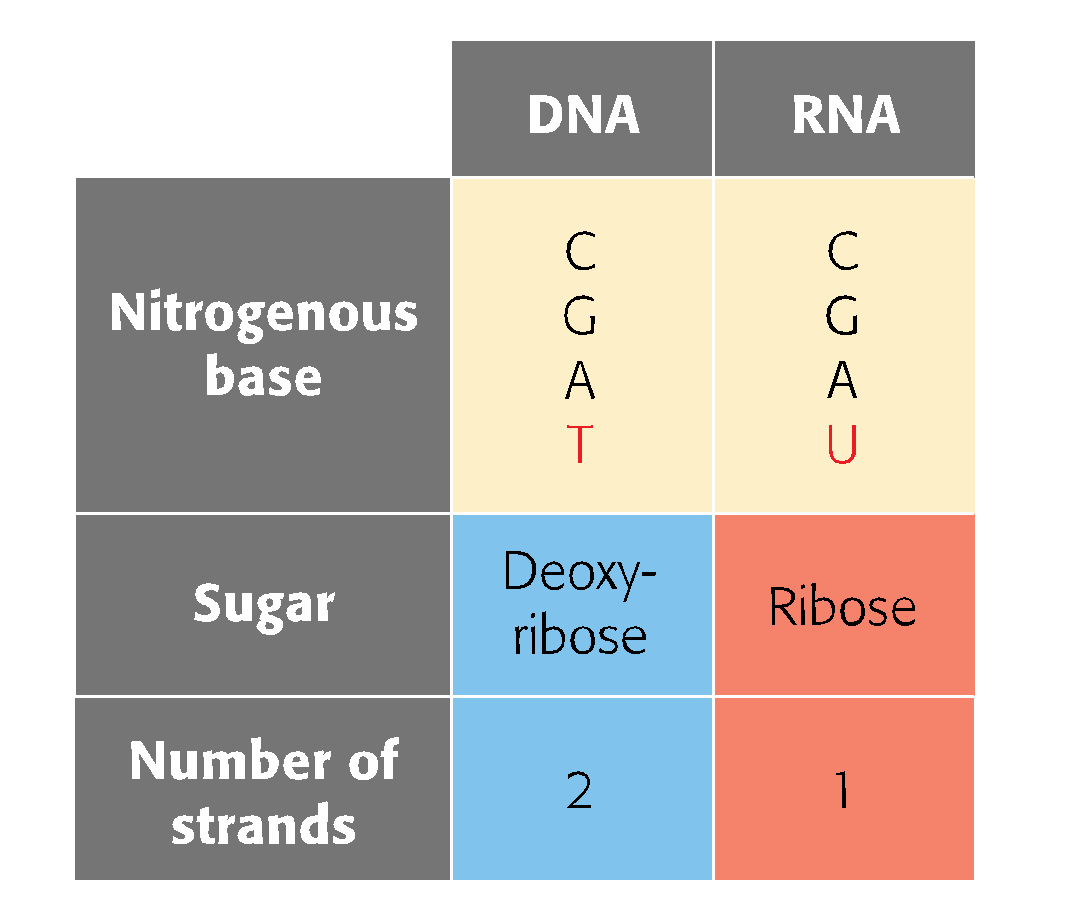 DNA RNA
Nitrogenous
base
C C
G G
A A
T U
Sugar
Deoxy-
ribose
Ribose
Number of
strands
2 1